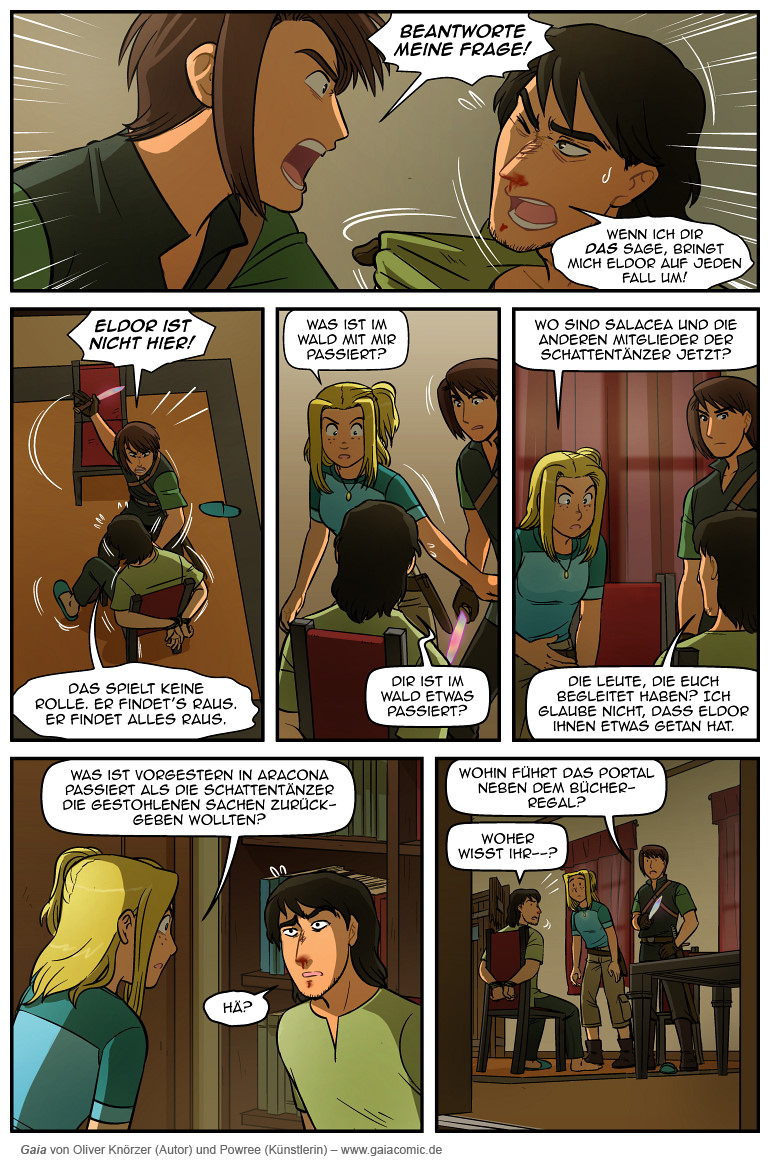 BEANTWORTE
MEINE FRAGE!
WENN ICH DIR
DAS SAGE, BRINGT
MICH ELDOR AUF JEDEN
FALL UM!
ELDOR IST
NICHT HIER!
DAS SPIELT KEINE
ROLLE. ER FINDET'S RAUS.
ER FINDET ALLES RAUS.
WAS IST IM
WALD MIT MIR
PASSIERT?
DIR IST IM
WALD ETWAS
PASSIERT?
WO SIND SALACEA UND DIE
ANDEREN MITGLIEDER DER
SCHATTENTÄNZER JETZT?
DIE LEUTE, DIE EUCH
BEGLEITET HABEN? ICH
GLAUBE NICHT, DASS ELDOR
IHNEN ETWAS GETAN HAT.
WAS IST VORGESTERN IN ARACONA
PASSIERT ALS DIE SCHATTENTÄNZER
DIE GESTOHLENEN SACHEN ZURÜCK-
GEBEN WOLLTEN?
HÄ?
WOHIN FÜHRT DAS PORTAL
NEBEN DEM BÜCHER-
REGAL?
WOHER
WISST IHR--?
Gaia von Oliver Knörzer (Autor) und Powree (Künstlerin) – www.gaiacomic.de